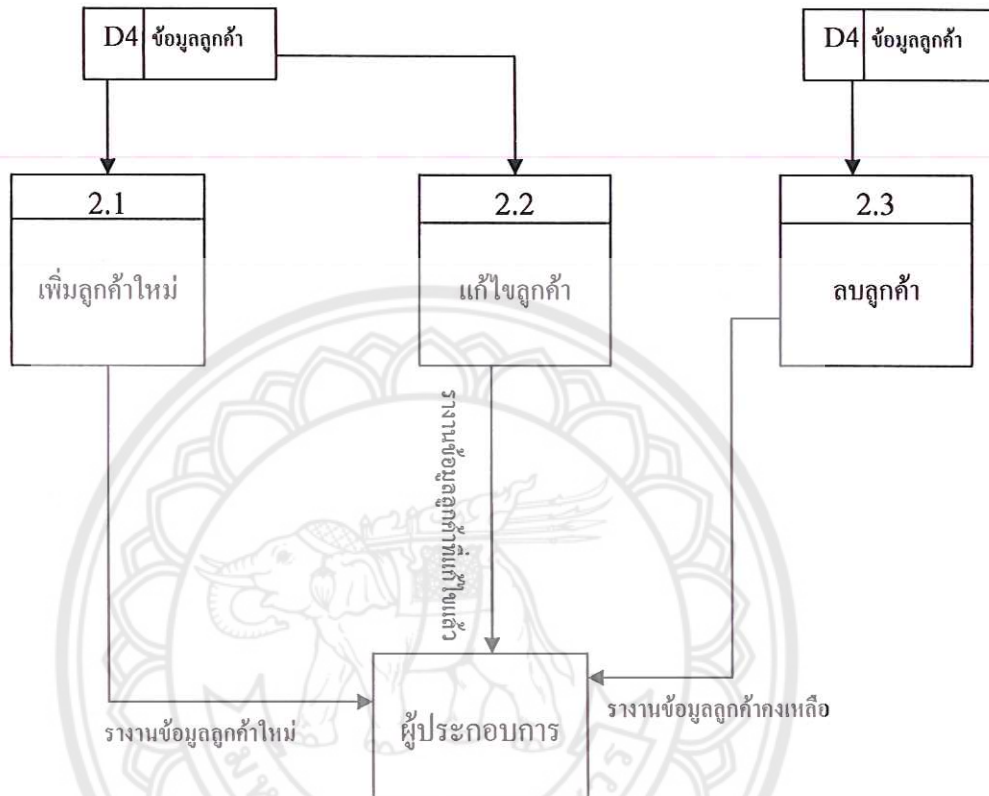 D4 ข้อมูลลูกค้า
D4 ข้อมูลลูกค้า
2.1
2.2
2.3
เพิ่มลูกค้าใหม่
แก้ไขลูกค้า
ลบลูกค้า
รางานข้อมูลลูกค้าที่แก้ไขแล้ว
รางานข้อมูลลูกค้าใหม่
ผู้ประกอบการ
รางานข้อมูลลูกค้าคงเหลือ